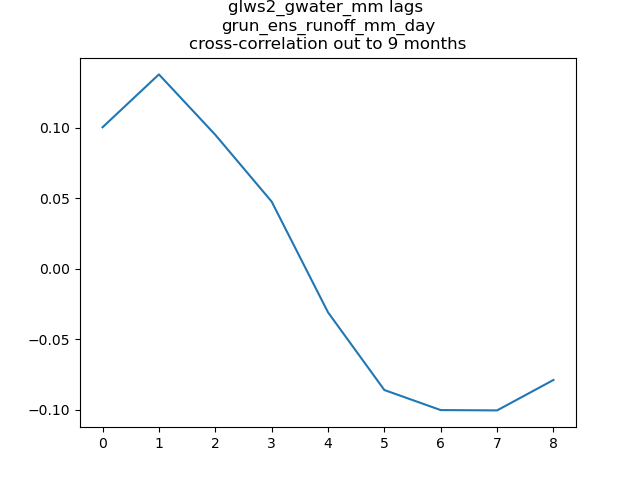 glws2_gwater_mm lags
grun_ens_runoff_mm_day
cross-correlation out to 9 months
0.10
0.05
0.00
−0.05
−0.10
0 1 2 3 4 5 6 7 8